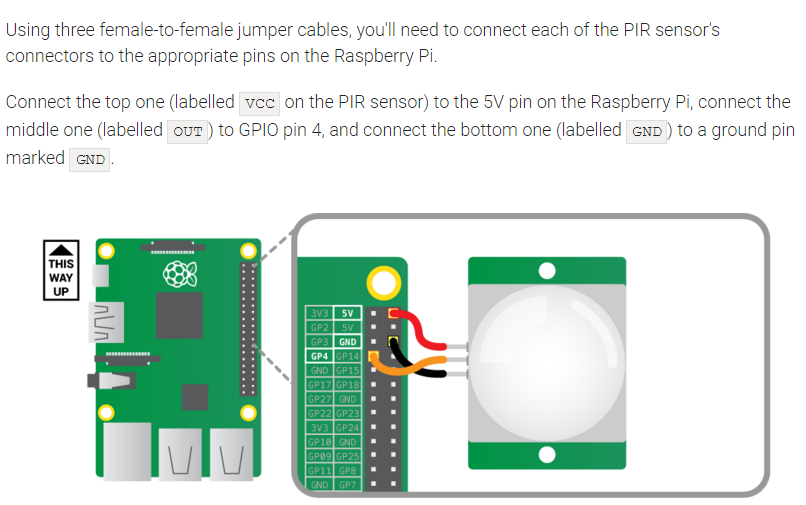 Using three female-to-female jumper cables, you'll need to connect each of the PIR sensor's
connectors to the appropriate pins on the Raspberry Pi.
Connect the top one (labelled VCC on the PIR sensor) to the 5V pin on the Raspberry Pi, connect the
middle one (labelled OUT) to GPIO pin 4, and connect the bottom one (labelled GND) to a ground pin
marked GND.
THIS
WAY
UP
3V3 5V
GP2 5V
GP3 GND
GP4 GP14
GND GP15
GP17 GP18
GP27 GND
GP22 GP23
3V3 GP24
GP10 GND
GP09 GP25
GP11 GP8
GND GP7